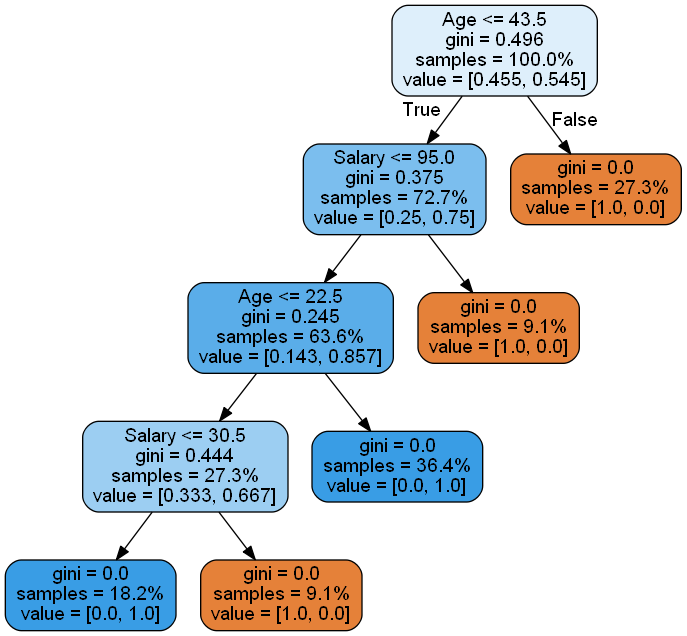 Age <= 43.5
gini = 0.496
samples = 100.0%
value = [0.455, 0.545]
True
False
Salary <= 95.0
gini = 0.375
samples = 72.7%
value = [0.25, 0.75]
gini = 0.0
samples = 27.3%
value = [1.0, 0.0]
Age <= 22.5
gini = 0.245
samples = 63.6%
value = [0.143, 0.857]
gini = 0.0
samples = 9.1%
value = [1.0, 0.0]
Salary <= 30.5
gini = 0.444
samples = 27.3%
value = [0.333, 0.667]
gini = 0.0
samples = 36.4%
value = [0.0, 1.0]
gini = 0.0
samples = 18.2%
value = [0.0, 1.0]
gini = 0.0
samples = 9.1%
value = [1.0, 0.0]